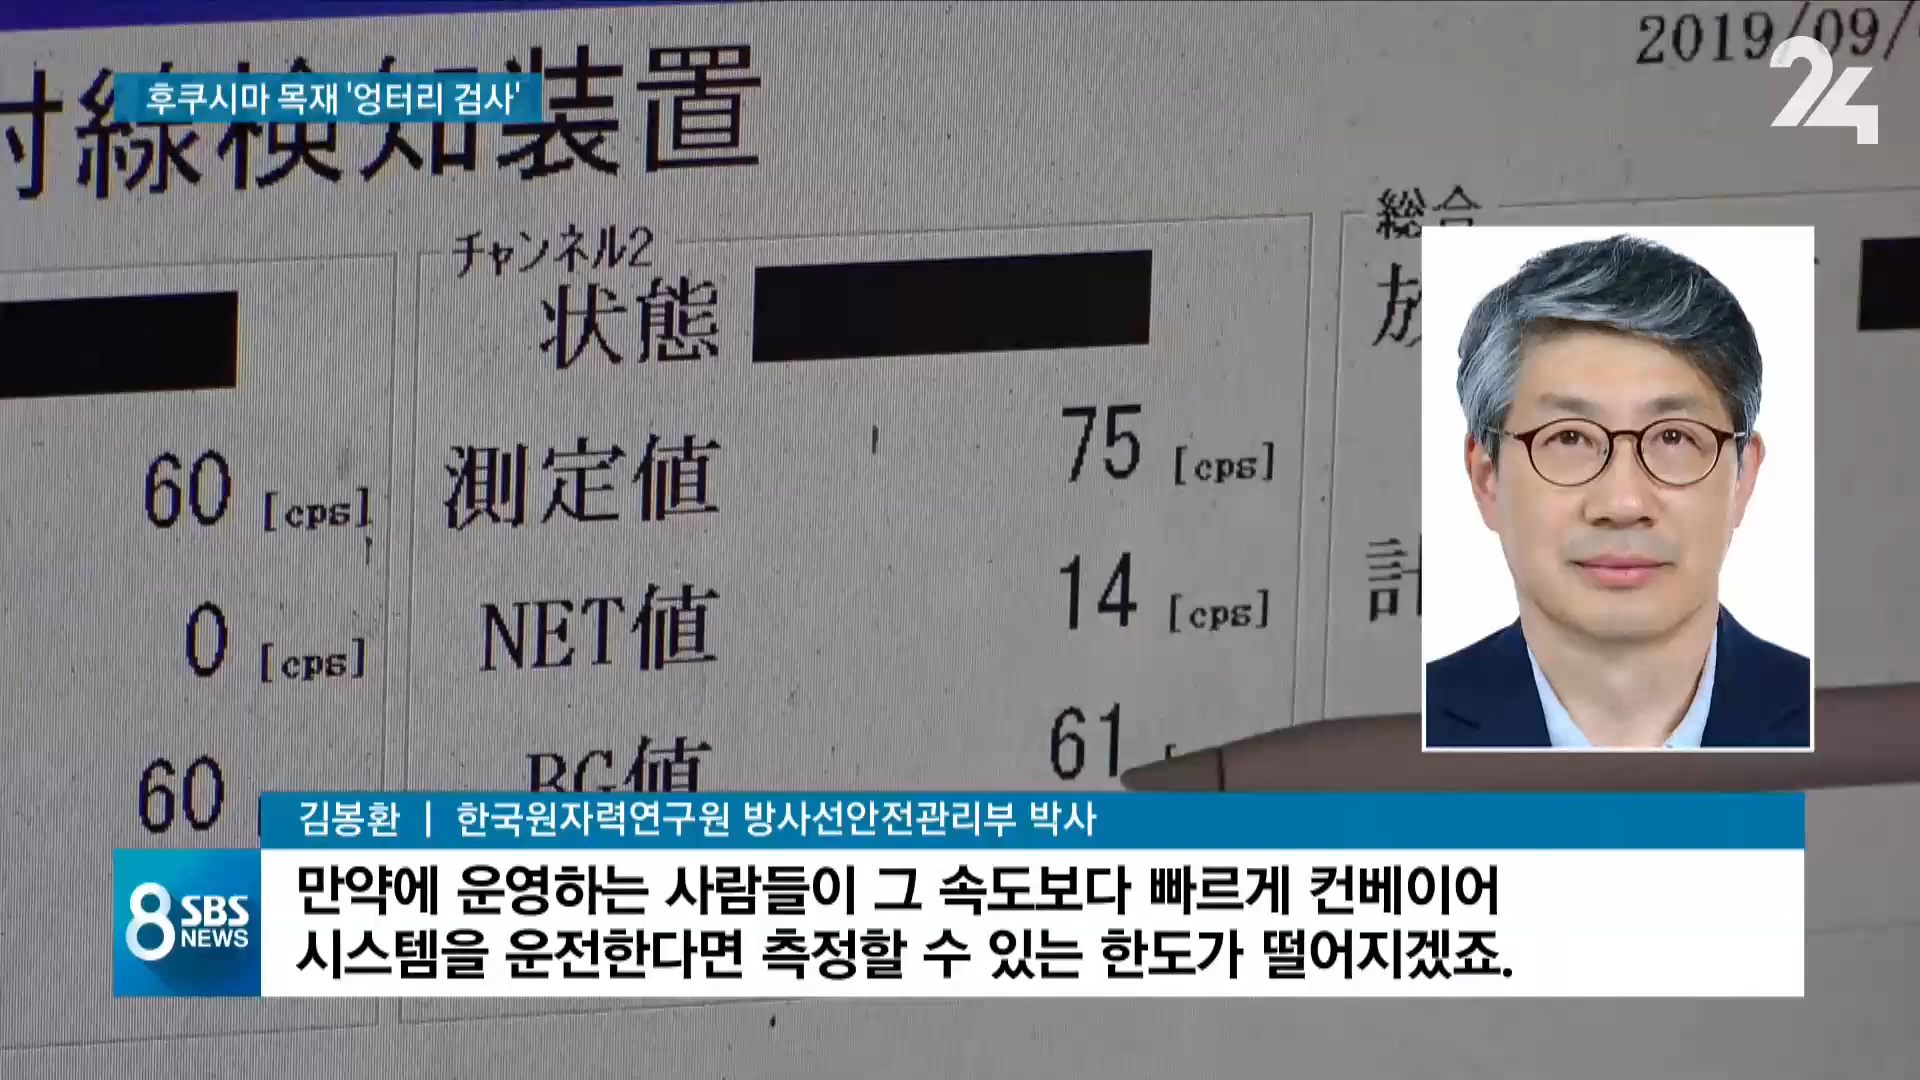 2019/09/
24
후쿠시마 목재 '엉터리 검사'
射線検知装置
チャンネル2
総合
状態
放
60 [cps]
測定値 75 [cps]
0 [cps]
NET値 14 [cps]
計
60
BG値 61
김봉환 | 한국원자력연구원 방사선안전관리부 박사
8 SBS NEWS
만약에 운영하는 사람들이 그 속도보다 빠르게 컨베이어
시스템을 운전한다면 측정할 수 있는 한도가 떨어지겠죠.